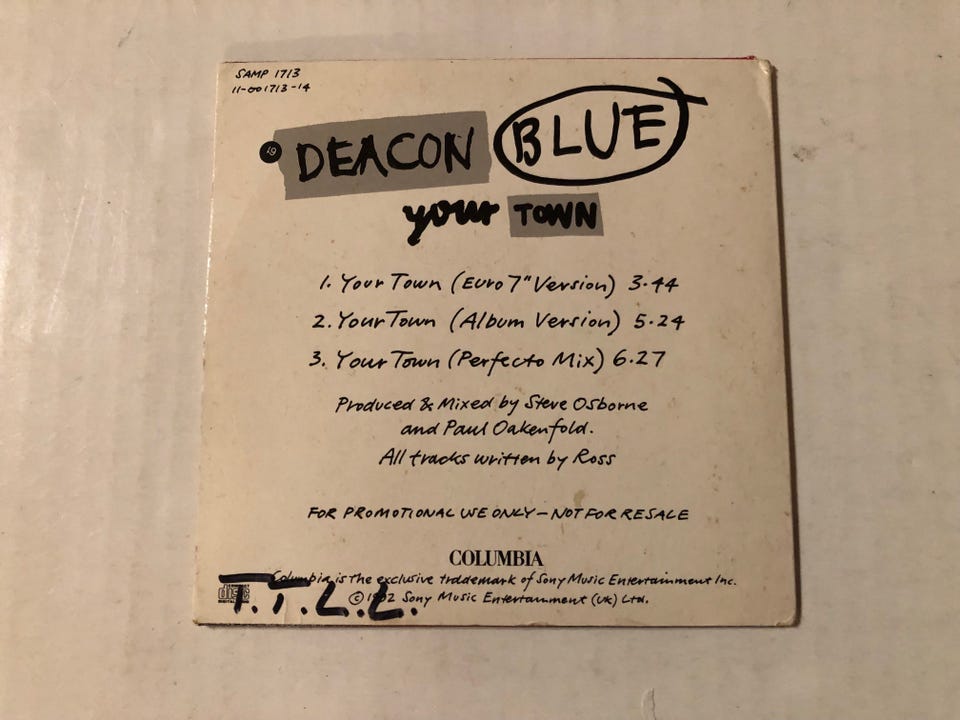 SAMP 1713
11-001713-14
DEACON BLUE
your TOWN
1. Your Town (Euro 7" Version) 3.44
2. Your Town (Album Version) 5.24
3. Your Town (Perfecto Mix) 6.27
Produced & Mixed by Steve Osborne
and Paul Oakenfold.
All tracks written by Ross
FOR PROMOTIONAL USE ONLY – NOT FOR RESALE
COLUMBIA
Columbia is the exclusive trademark of Sony Music Entertainment Inc.
© 1992 Sony Music Entertainment (UK) Ltd.
disc
T.T.L.L.